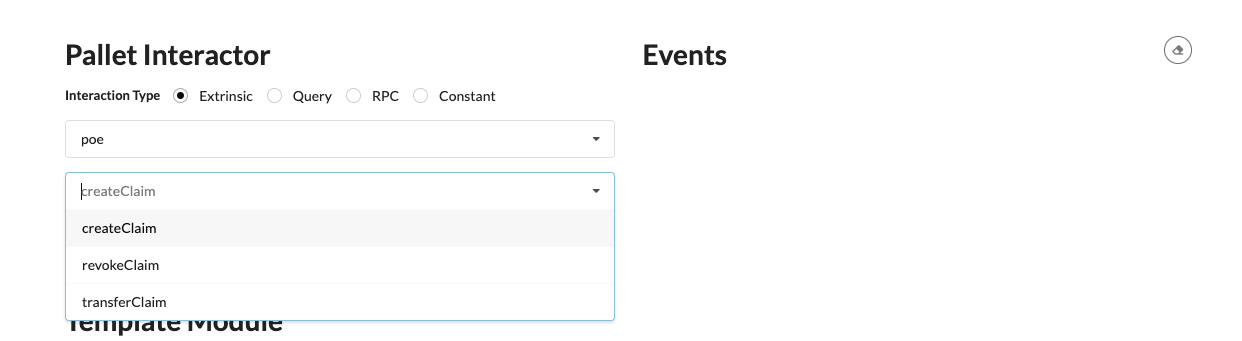 Pallet Interactor
Events
Interaction Type Extrinsic Query RPC Constant
poe
createClaim
createClaim
revokeClaim
transferClaim
Template Module